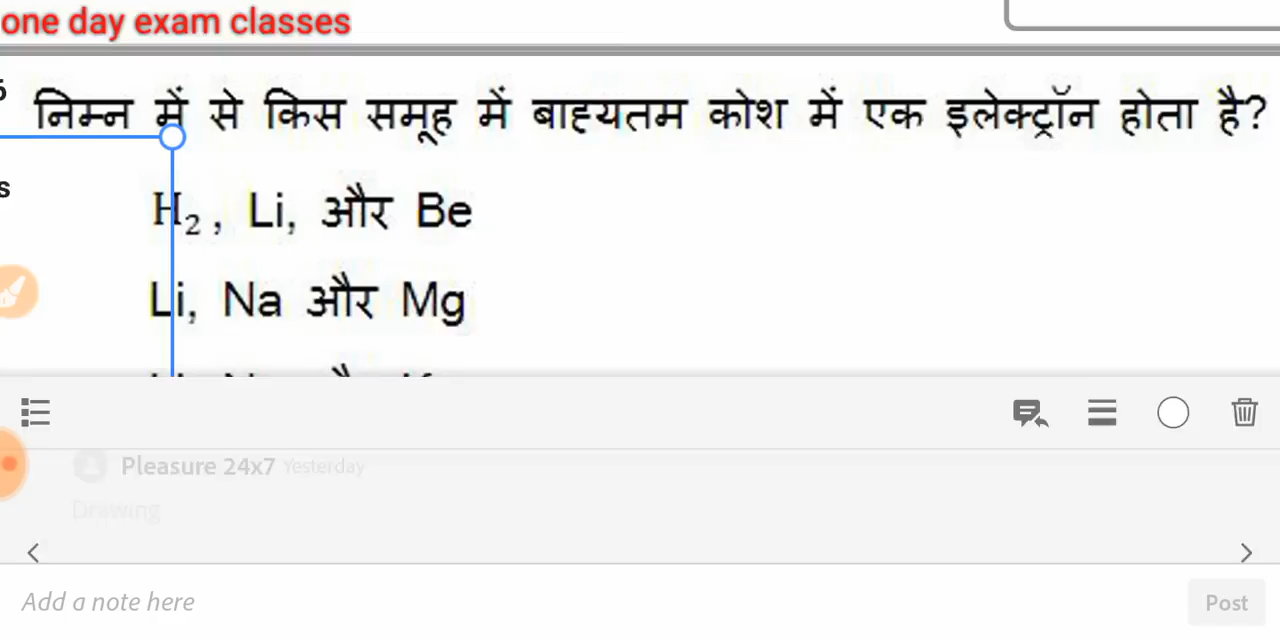 one day exam classes
निम्न में से किस समूह में बाह्यतम कोश में एक इलेक्ट्रॉन होता है?
s
H₂, Li, और Be
Li, Na और Mg
Pleasure 24x7 Yesterday
Drawing
Add a note here
Post